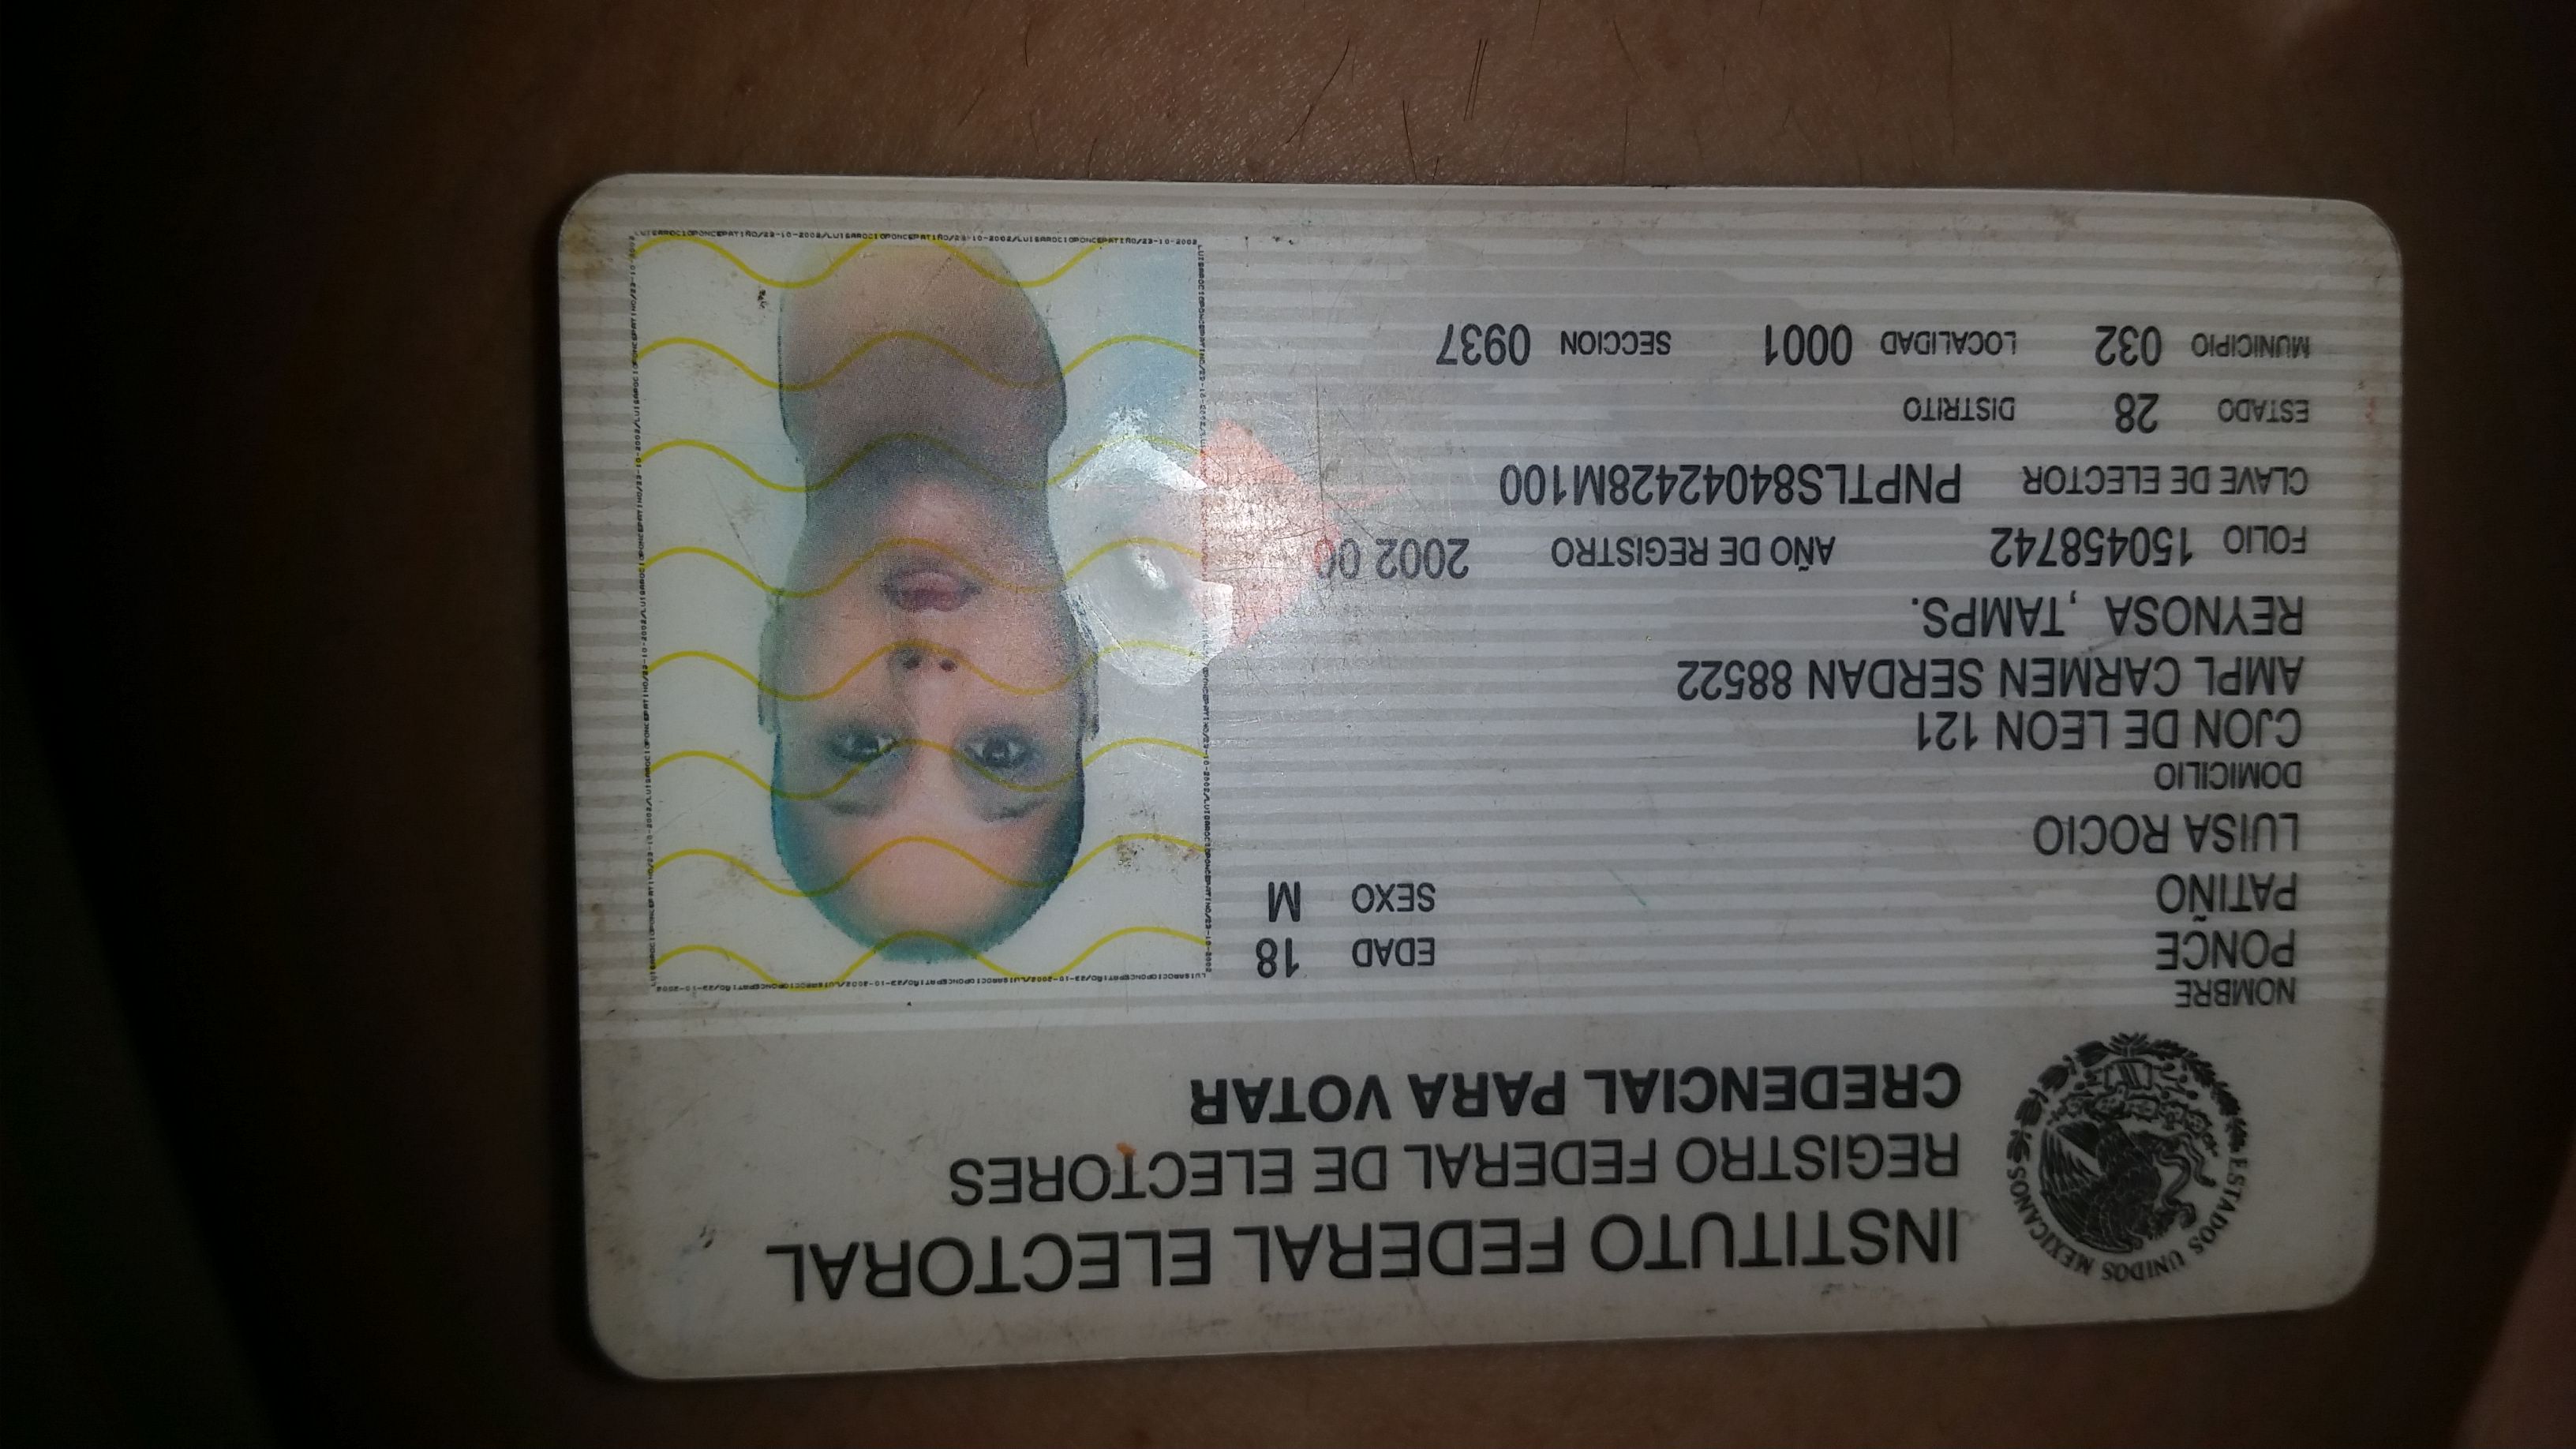 ESTADOS UNIDOS MEXICANOS
INSTITUTO FEDERAL ELECTORAL
REGISTRO FEDERAL DE ELECTORES
CREDENCIAL PARA VOTAR
NOMBRE
PONCE
PATIÑO
LUISA ROCIO
EDAD 18
SEXO M
DOMICILIO
CJON DE LEON 121
AMPL CARMEN SERDAN 88522
REYNOSA ,TAMPS.
FOLIO 150458742 AÑO DE REGISTRO 2002 00
CLAVE DE ELECTOR PNPTLS84042428M100
ESTADO 28 DISTRITO
MUNICIPIO 032 LOCALIDAD 0001 SECCION 0937
LUISAROCIOPONCEPATIÑO/23-10-2002/LUISAROCIOPONCEPATIÑO/23-10-2002/LUISAROCIOPONCEPATIÑO/23-10-2002